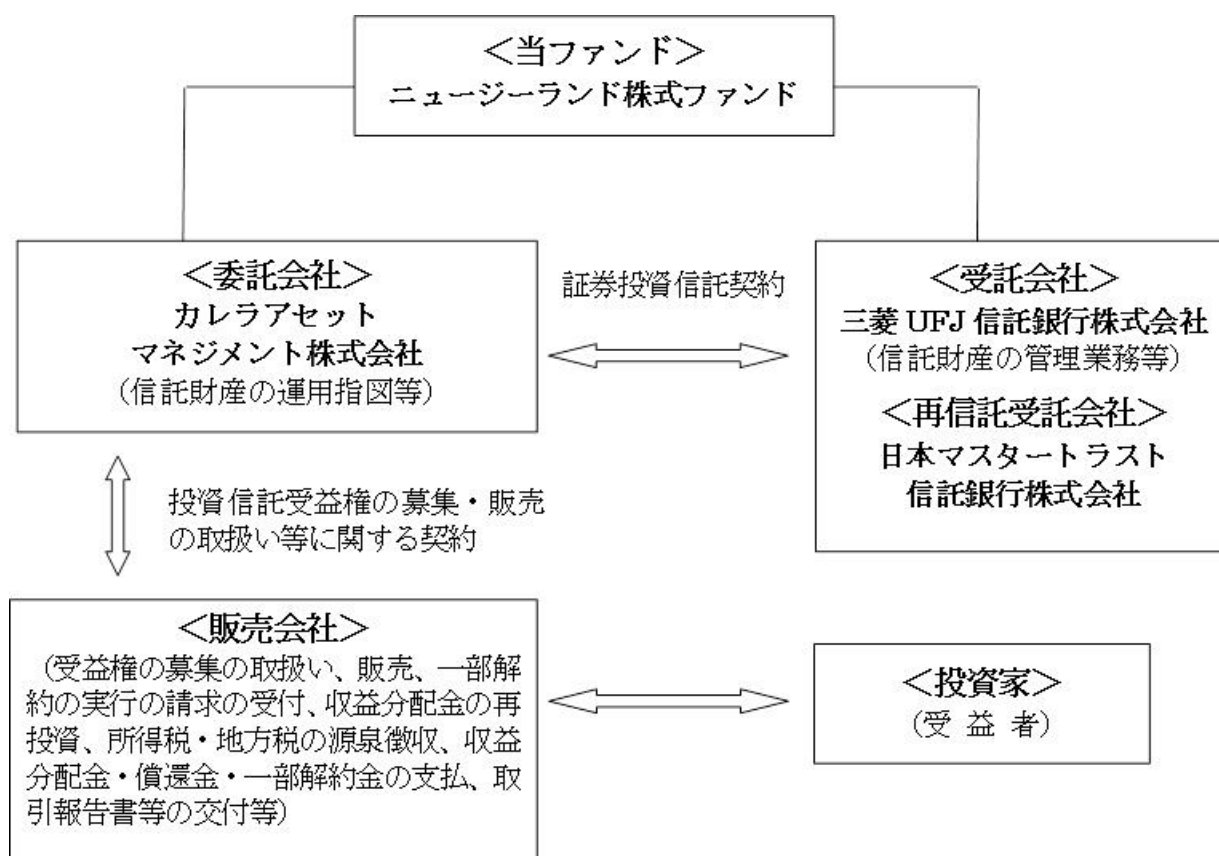 ＜当ファンド＞
ニュージーランド株式ファンド
＜委託会社＞
カレラアセット
マネジメント株式会社
（信託財産の運用指図等）
証券投資信託契約
＜受託会社＞
三菱 UFJ 信託銀行株式会社
（信託財産の管理業務等）
＜再信託受託会社＞
日本マスタートラスト
信託銀行株式会社
投資信託受益権の募集・販売
の取扱い等に関する契約
＜販売会社＞
（受益権の募集の取扱い、販売、一部解
約の実行の請求の受付、収益分配金の再
投資、所得税・地方税の源泉徴収、収益
分配金・償還金・一部解約金の支払、取
引報告書等の交付等）
＜投資家＞
（受 益 者）